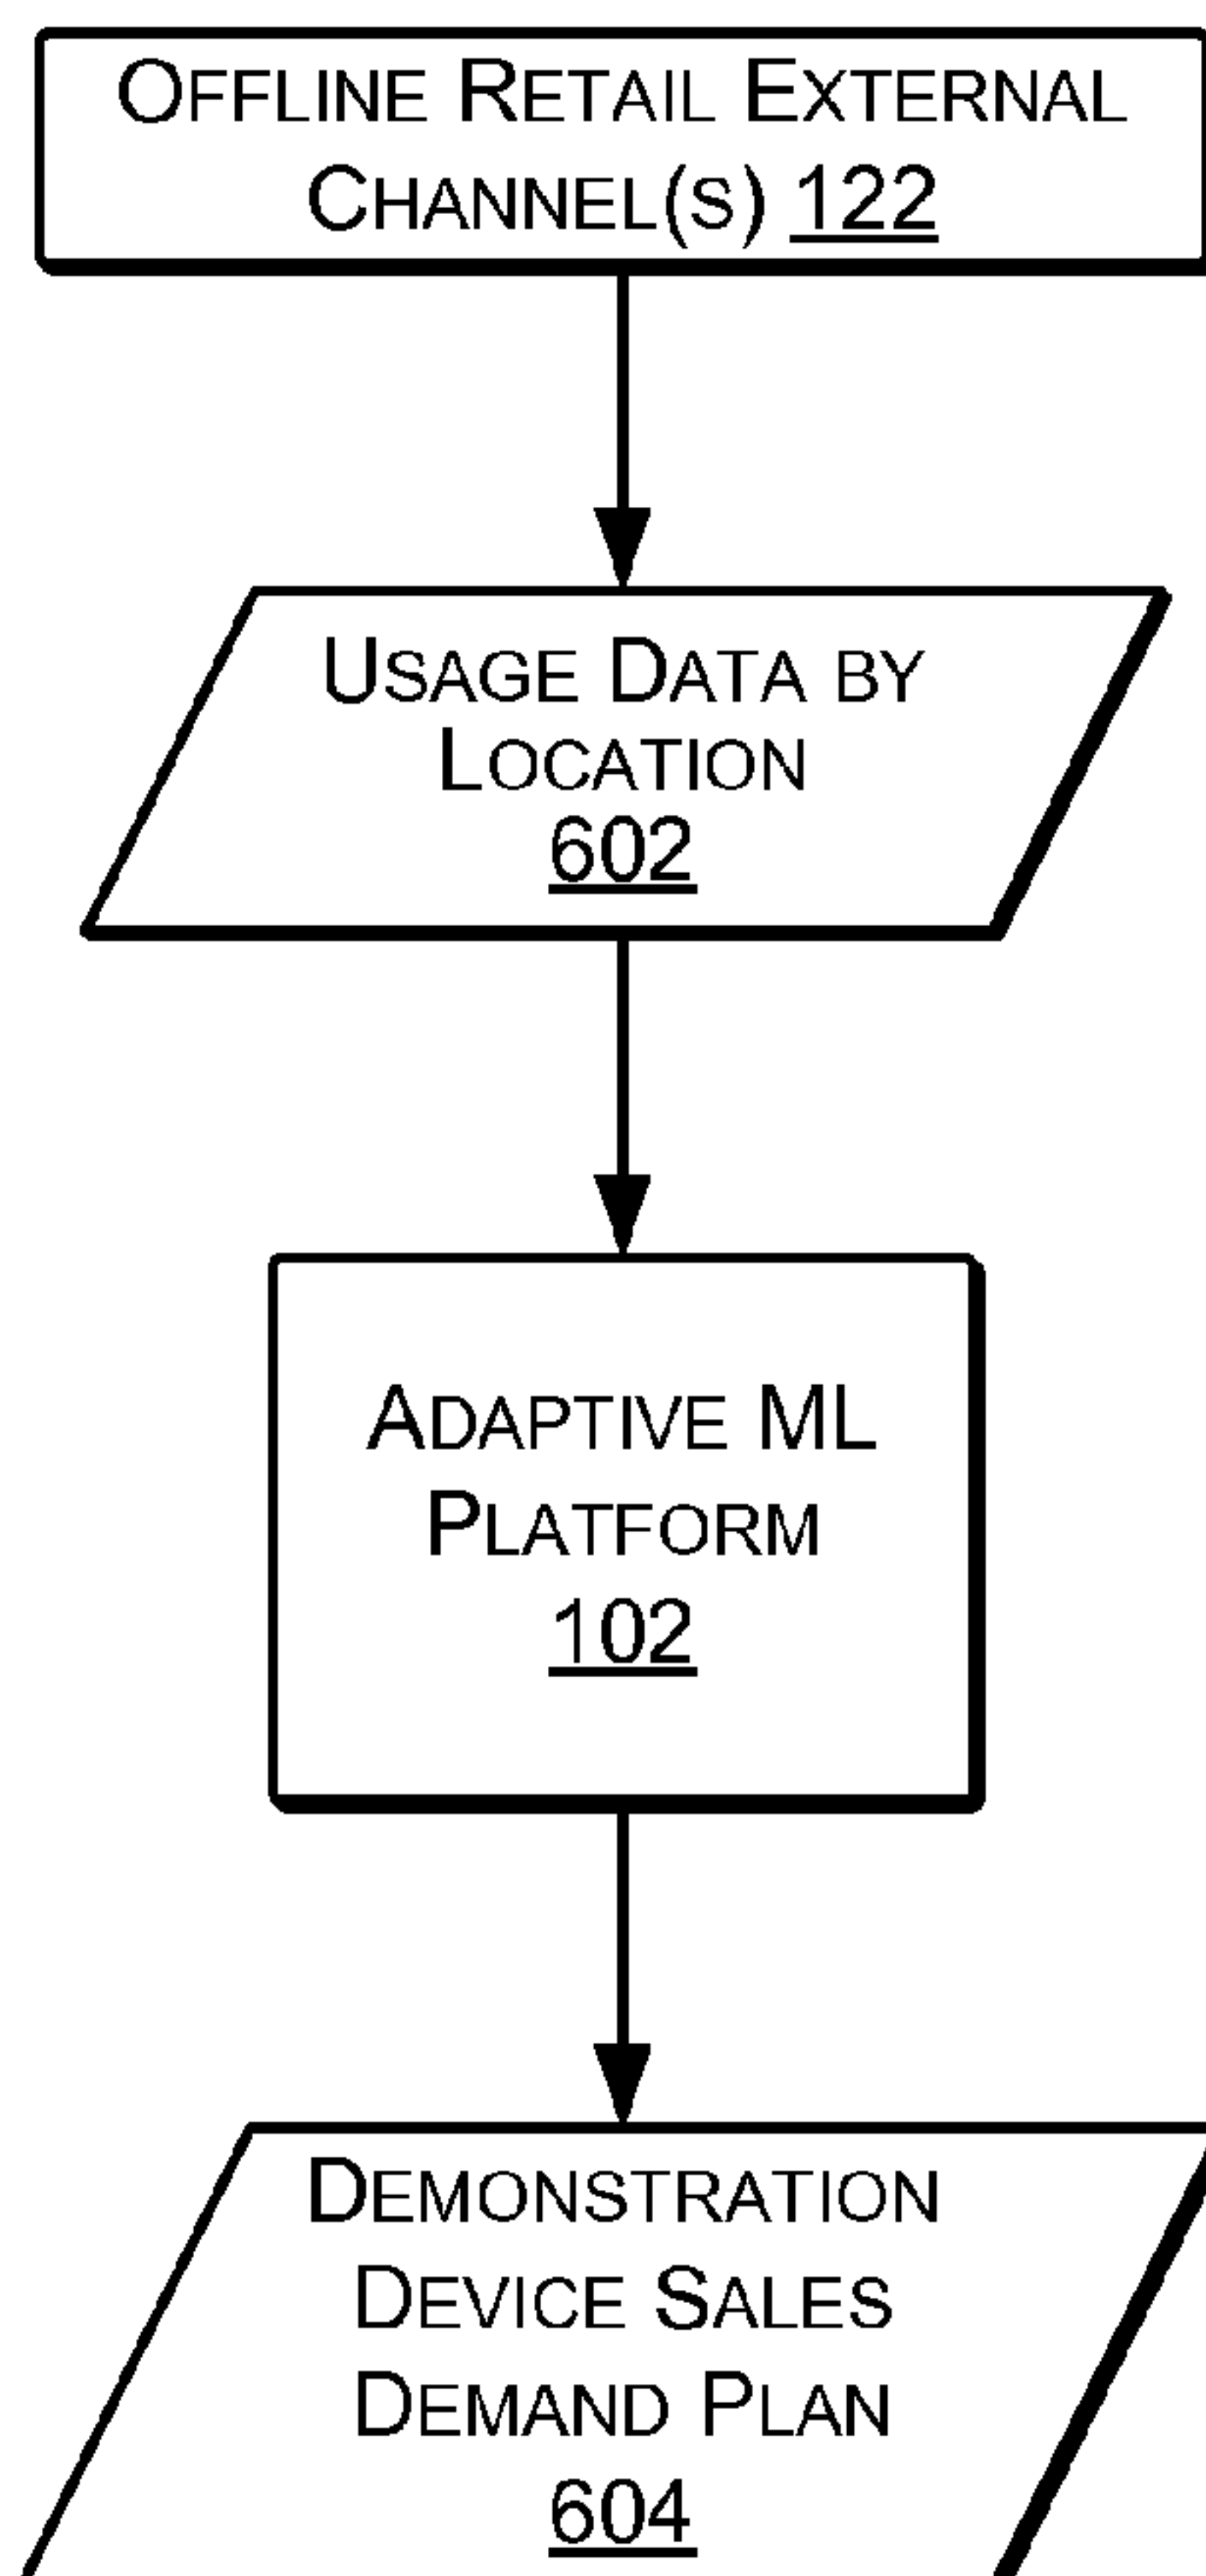 OFFLINE RETAIL EXTERNAL
CHANNEL(S) 122
USAGE DATA BY
LOCATION
602
ADAPTIVE ML
PLATFORM
102
DEMONSTRATION
DEVICE SALES
DEMAND PLAN
604